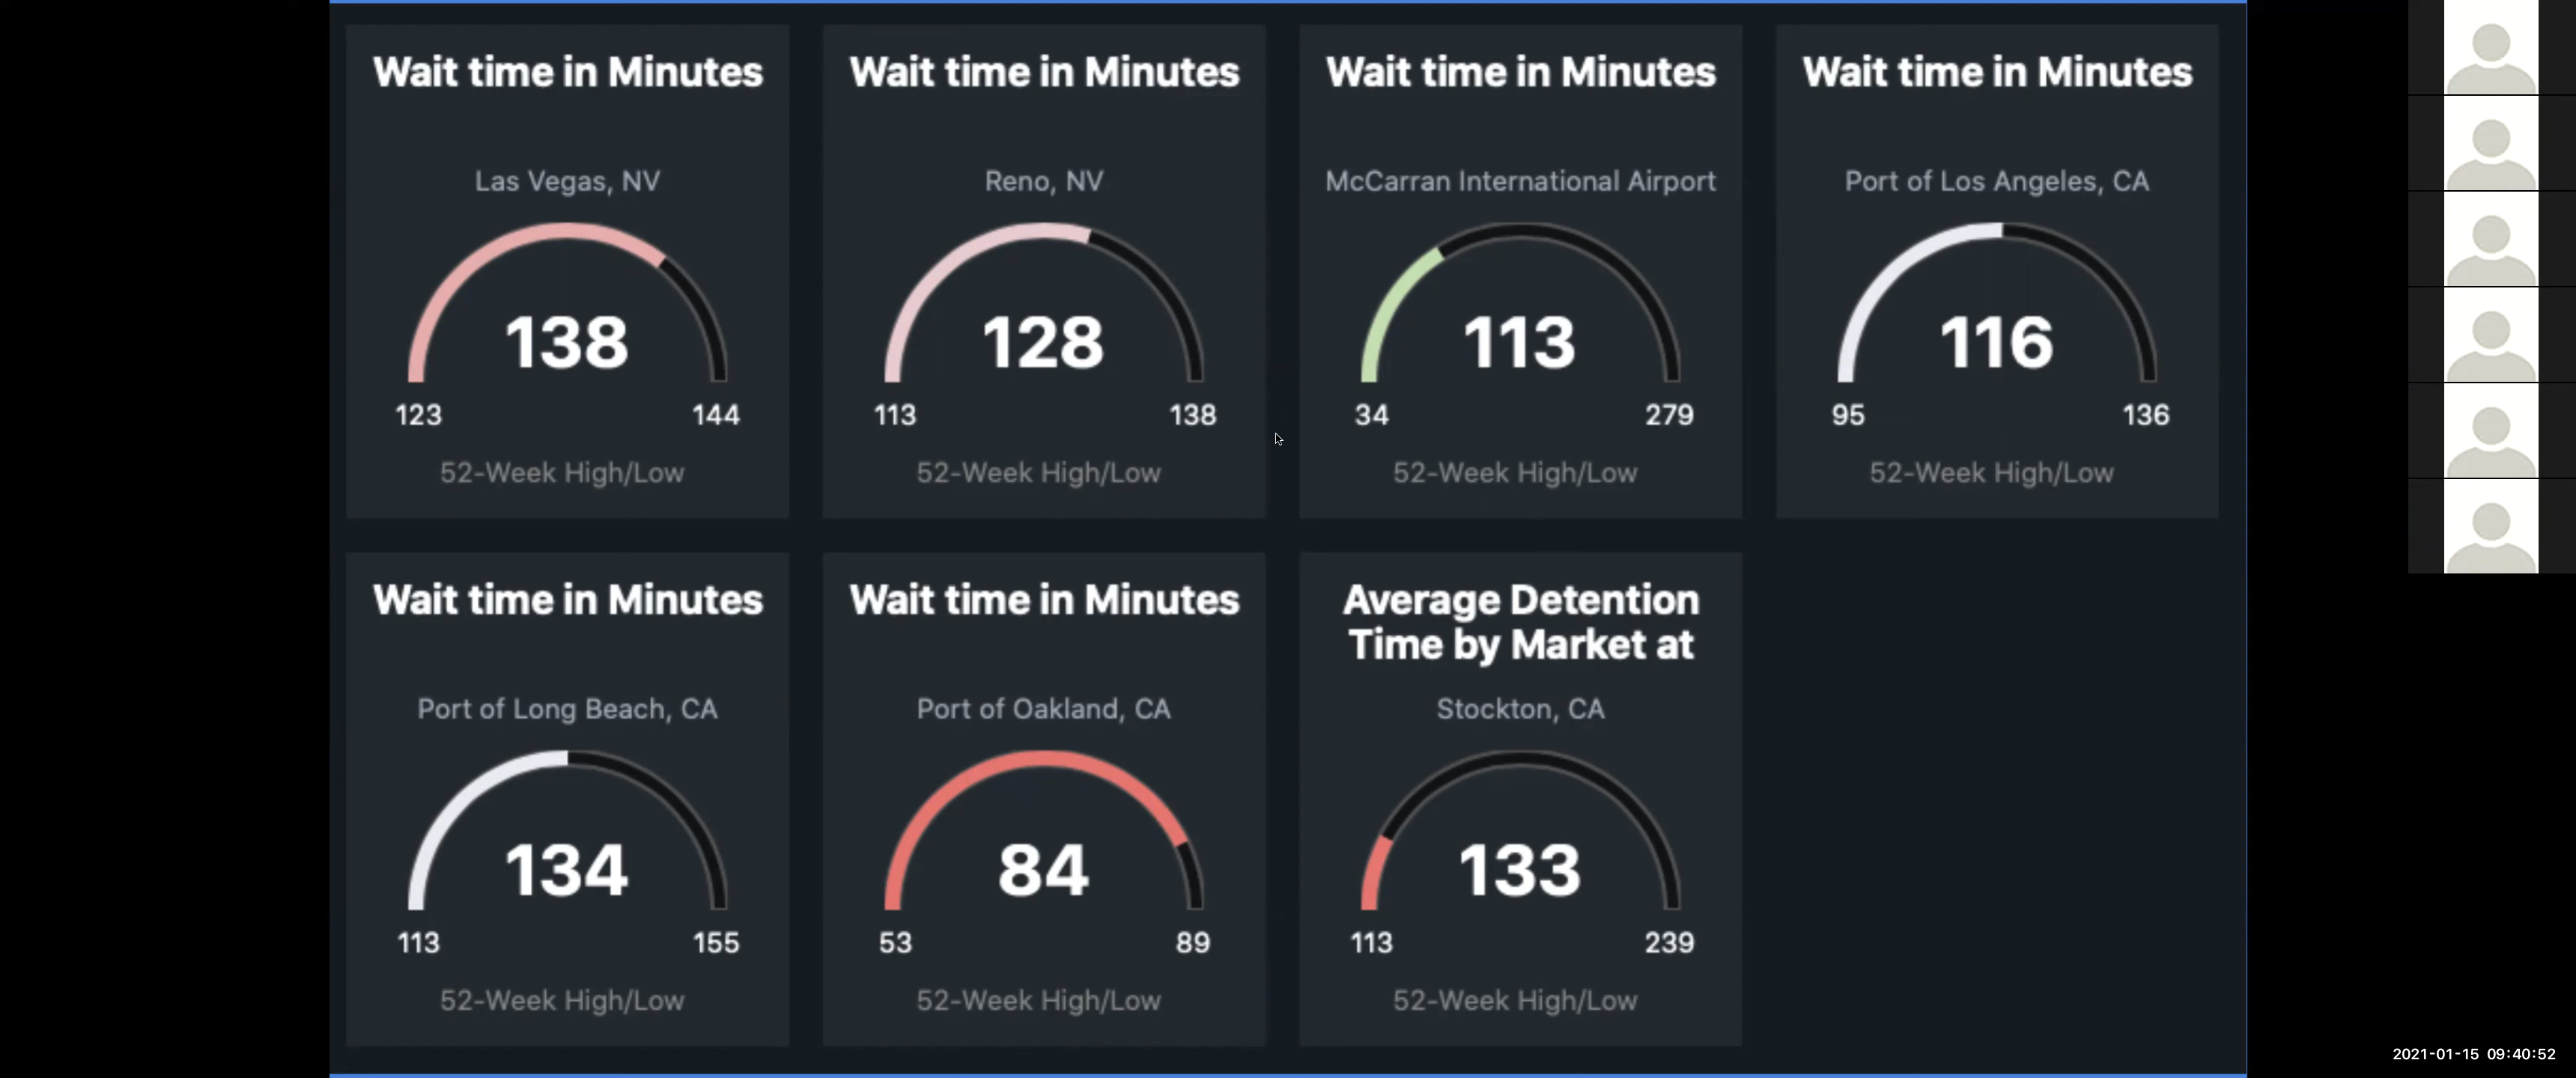 Wait time in Minutes
Las Vegas, NV
138
123 144
52-Week High/Low
Wait time in Minutes
Reno, NV
128
113 138
52-Week High/Low
Wait time in Minutes
McCarran International Airport
113
34 279
52-Week High/Low
Wait time in Minutes
Port of Los Angeles, CA
116
95 136
52-Week High/Low
Wait time in Minutes
Port of Long Beach, CA
134
113 155
52-Week High/Low
Wait time in Minutes
Port of Oakland, CA
84
53 89
52-Week High/Low
Average Detention
Time by Market at
Stockton, CA
133
113 239
52-Week High/Low
2021-01-15 09:40:52